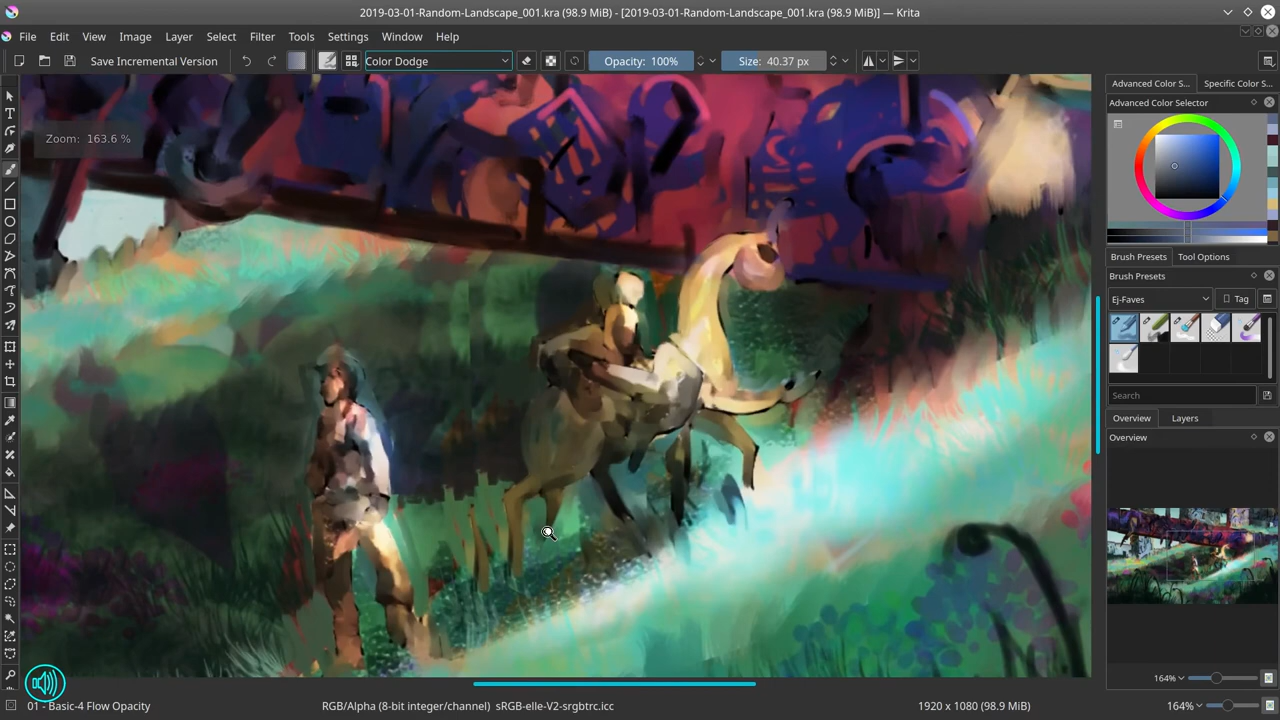 2019-03-01-Random-Landscape_001.kra (98.9 MiB) - [2019-03-01-Random-Landscape_001.kra (98.9 MiB)] — Krita
File Edit View Image Layer Select Filter Tools Settings Window Help
Save Incremental Version Color Dodge Opacity: 100% Size: 40.37 px
Advanced Color S... Specific Color S...
Advanced Color Selector
Zoom: 163.6 %
Brush Presets Tool Options
Brush Presets
Ej-Faves Tag
Search
Overview Layers
Overview
164%
01 - Basic-4 Flow Opacity RGB/Alpha (8-bit integer/channel) sRGB-elle-V2-srgbtrc.icc 1920 x 1080 (98.9 MiB) 164%